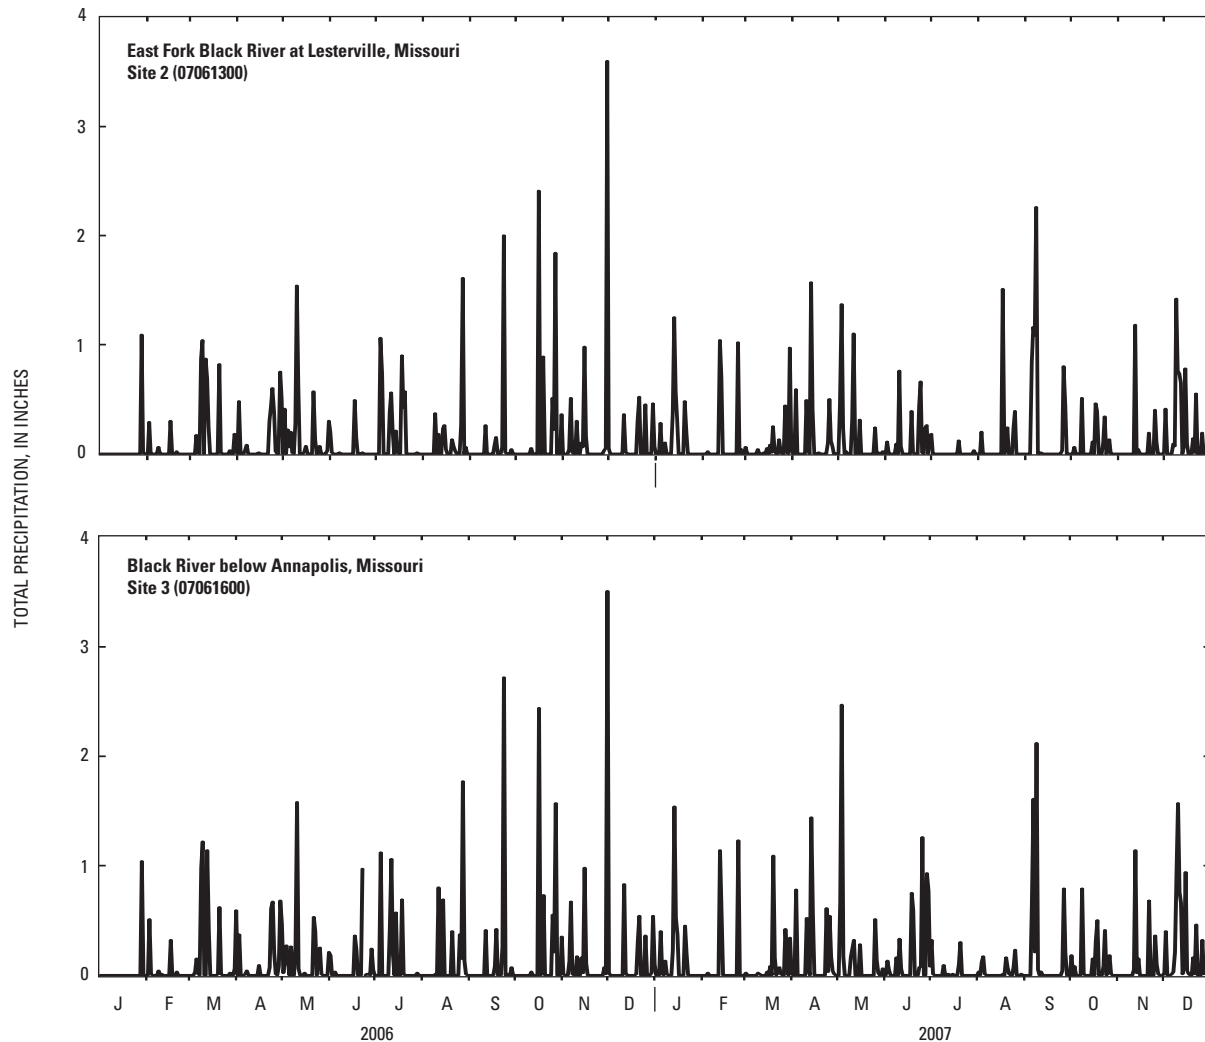 TOTAL PRECIPITATION, IN INCHES
4
East Fork Black River at Lesterville, Missouri
Site 2 (07061300)
3
2
1
0
4
Black River below Annapolis, Missouri
Site 3 (07061600)
3
2
1
0
J F M A M J J A S O N D J F M A M J J A S O N D
2006 2007